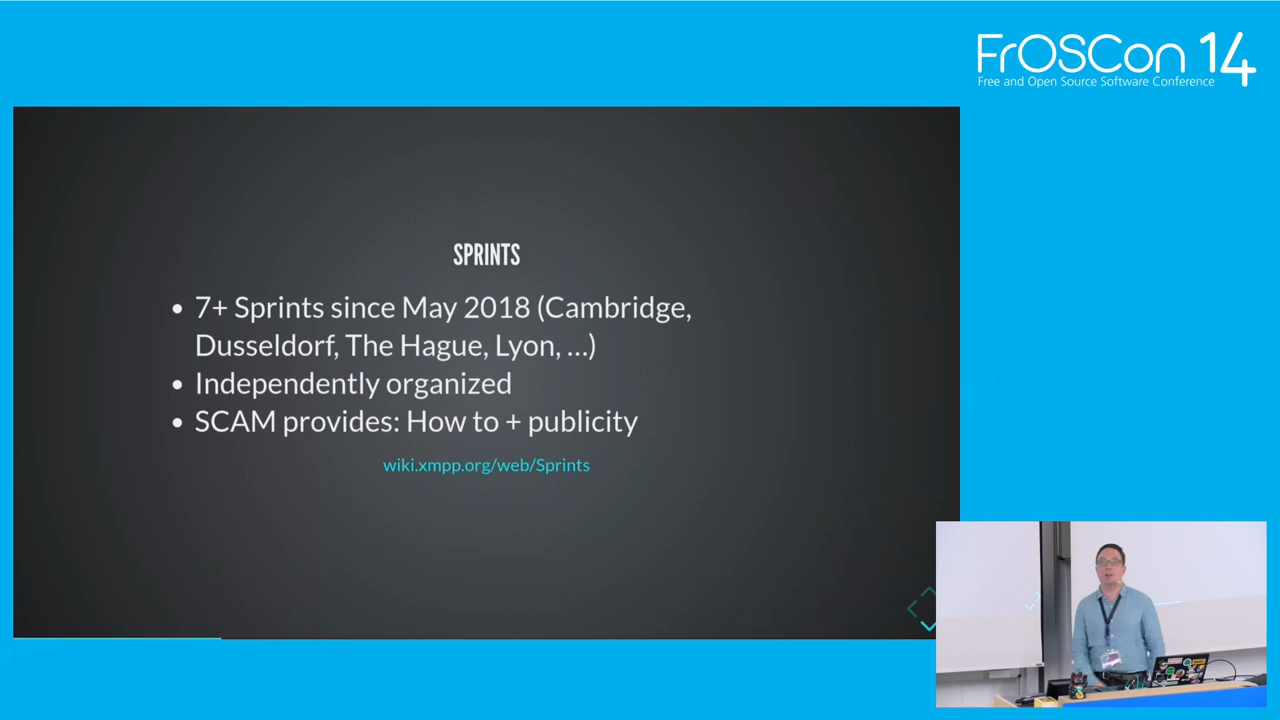 FrOSCon 14
Free and Open Source Software Conference
SPRINTS
• 7+ Sprints since May 2018 (Cambridge,
Dusseldorf, The Hague, Lyon, ...)
• Independently organized
• SCAM provides: How to + publicity
wiki.xmpp.org/web/Sprints